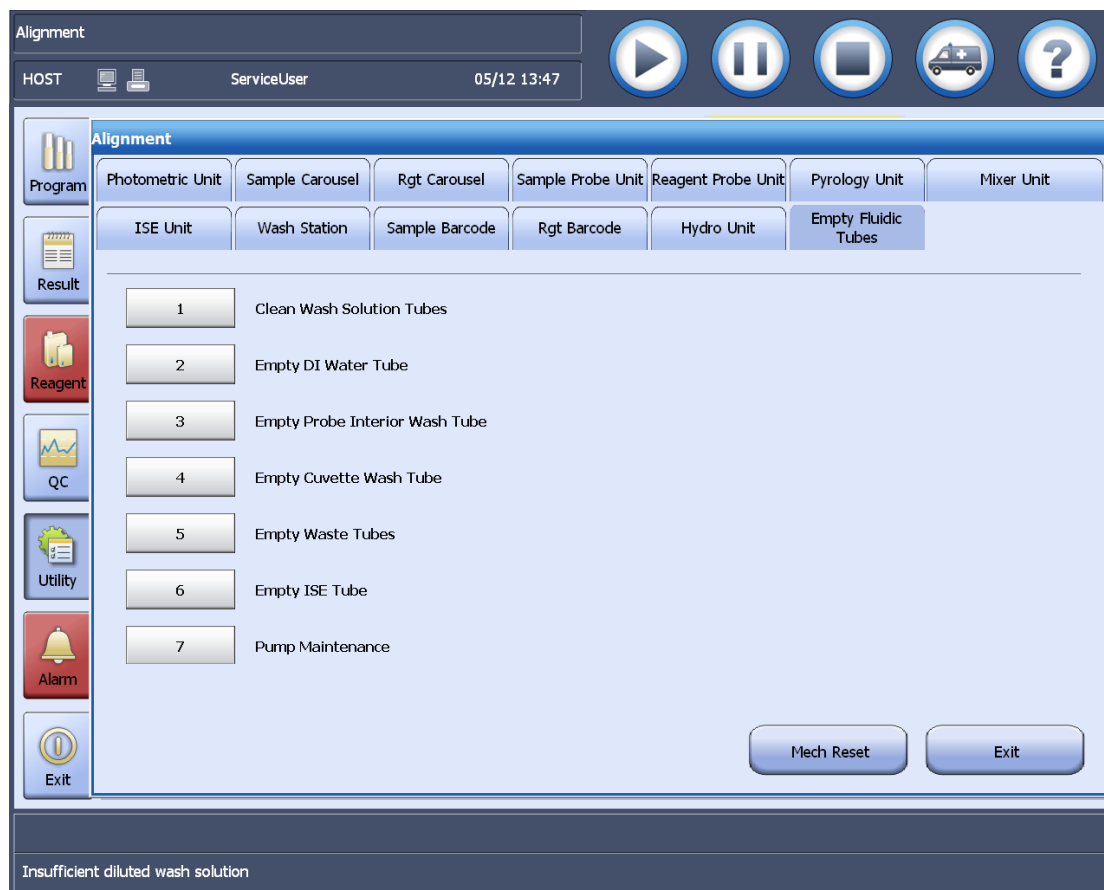 Alignment
HOST ServiceUser 05/12 13:47
?
Alignment
Program
Photometric Unit Sample Carousel Rgt Carousel Sample Probe Unit Reagent Probe Unit Pyrology Unit Mixer Unit
ISE Unit Wash Station Sample Barcode Rgt Barcode Hydro Unit Empty Fluidic
Tubes
Result
1 Clean Wash Solution Tubes
2 Empty DI Water Tube
Reagent
3 Empty Probe Interior Wash Tube
QC
4 Empty Cuvette Wash Tube
5 Empty Waste Tubes
Utility
6 Empty ISE Tube
7 Pump Maintenance
Alarm
Mech Reset Exit
Exit
Insufficient diluted wash solution